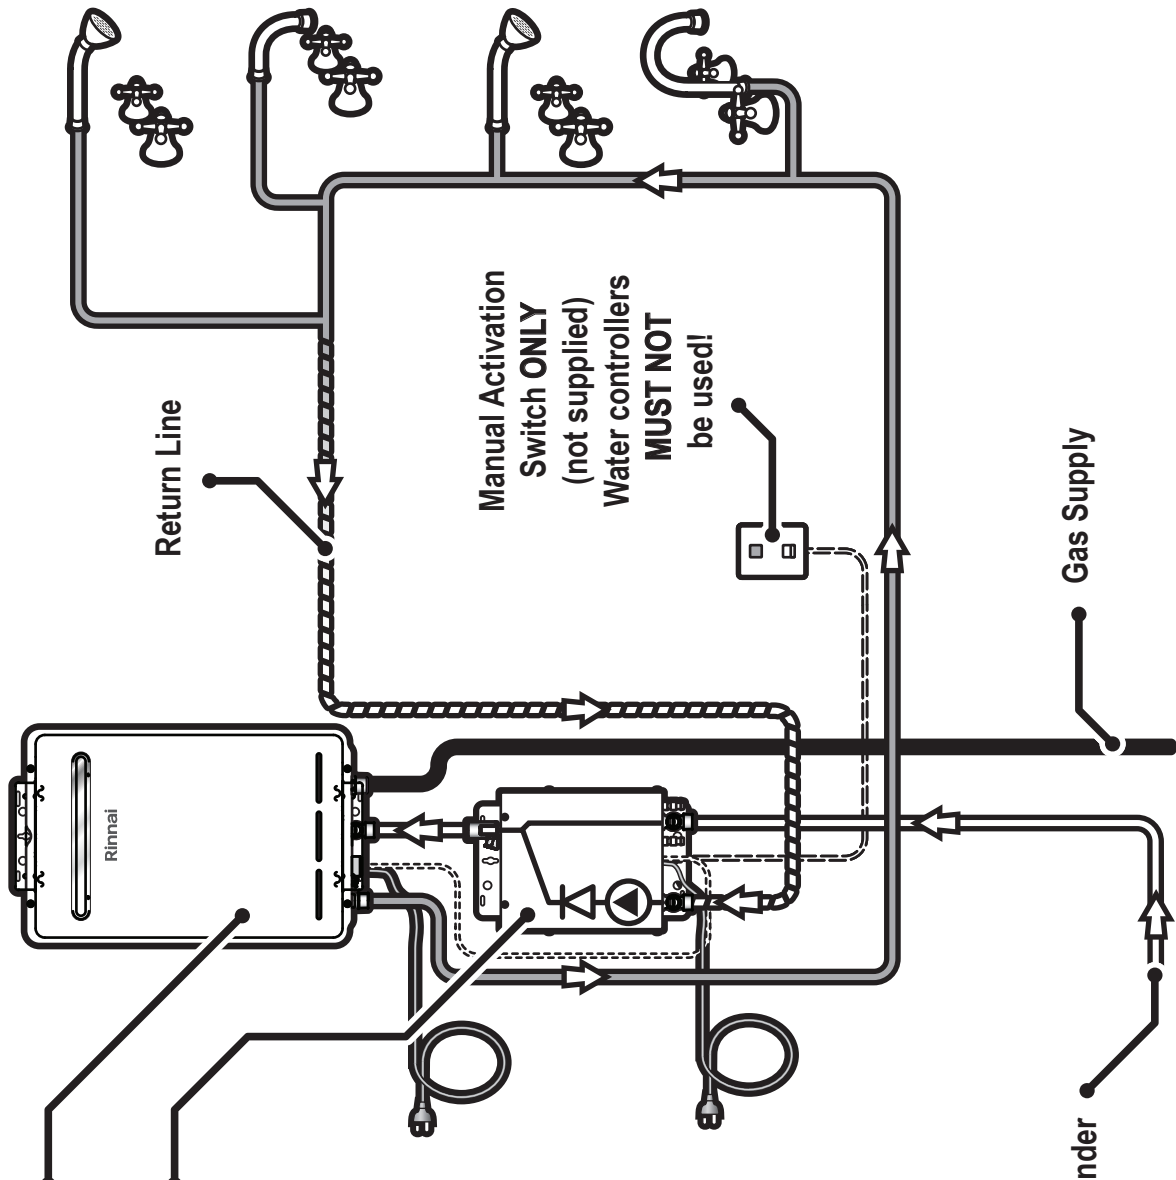 Return Line
Manual Activation
Switch ONLY
(not supplied)
Water controllers
MUST NOT
be used!
Gas Supply
Rinnai
nder